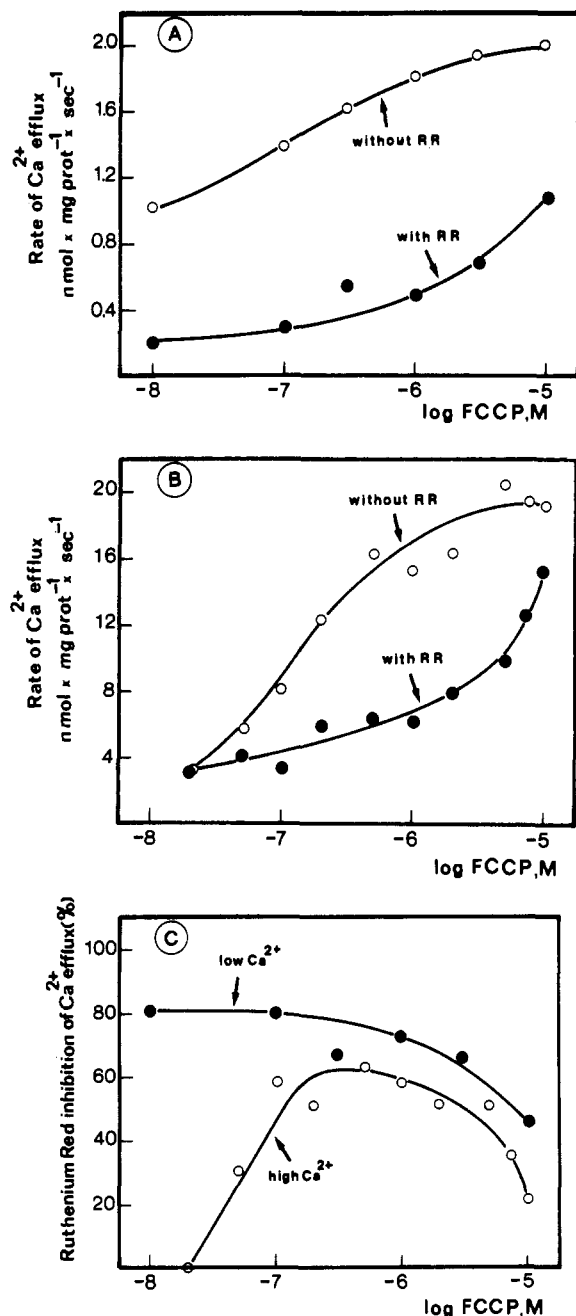 A
Rate of Ca2+ efflux
nmol x mg prot−1 x sec−1
2.0
1.6
1.2
0.8
0.4
without RR
with RR
-8
-7
-6
-5
log FCCP,M
B
Rate of Ca2+ efflux
nmol x mg prot−1 x sec−1
20
16
12
8
4
without RR
with RR
-8
-7
-6
-5
log FCCP,M
C
Ruthenium Red inhibition of Ca2+ efflux(%)
100
80
60
40
20
low Ca2+
high Ca2+
-8
-7
-6
-5
log FCCP,M